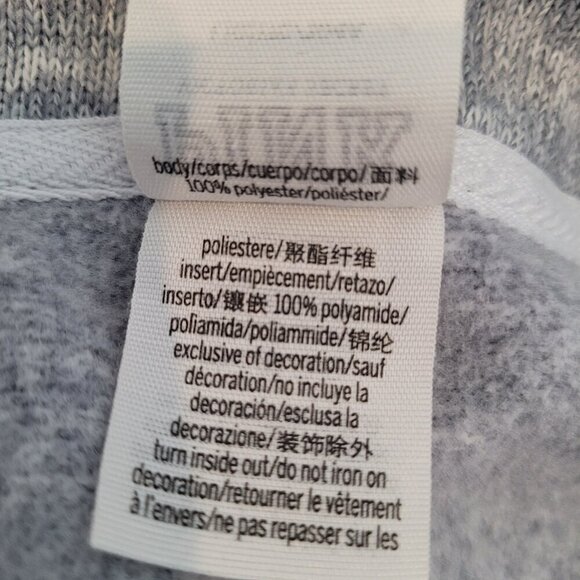 body/corps/cuerpo/corpo/面料
100% polyester/poliéster/
poliestere/聚酯纤维
insert/empiècement/retazo/
inserto/镶嵌 100% polyamide/
poliamida/poliammide/锦纶
exclusive of decoration/sauf
décoration/no incluye la
decoración/esclusa la
decorazione/装饰除外
turn inside out/do not iron on
decoration/retourner le vêtement
à l'envers/ne pas repasser sur les